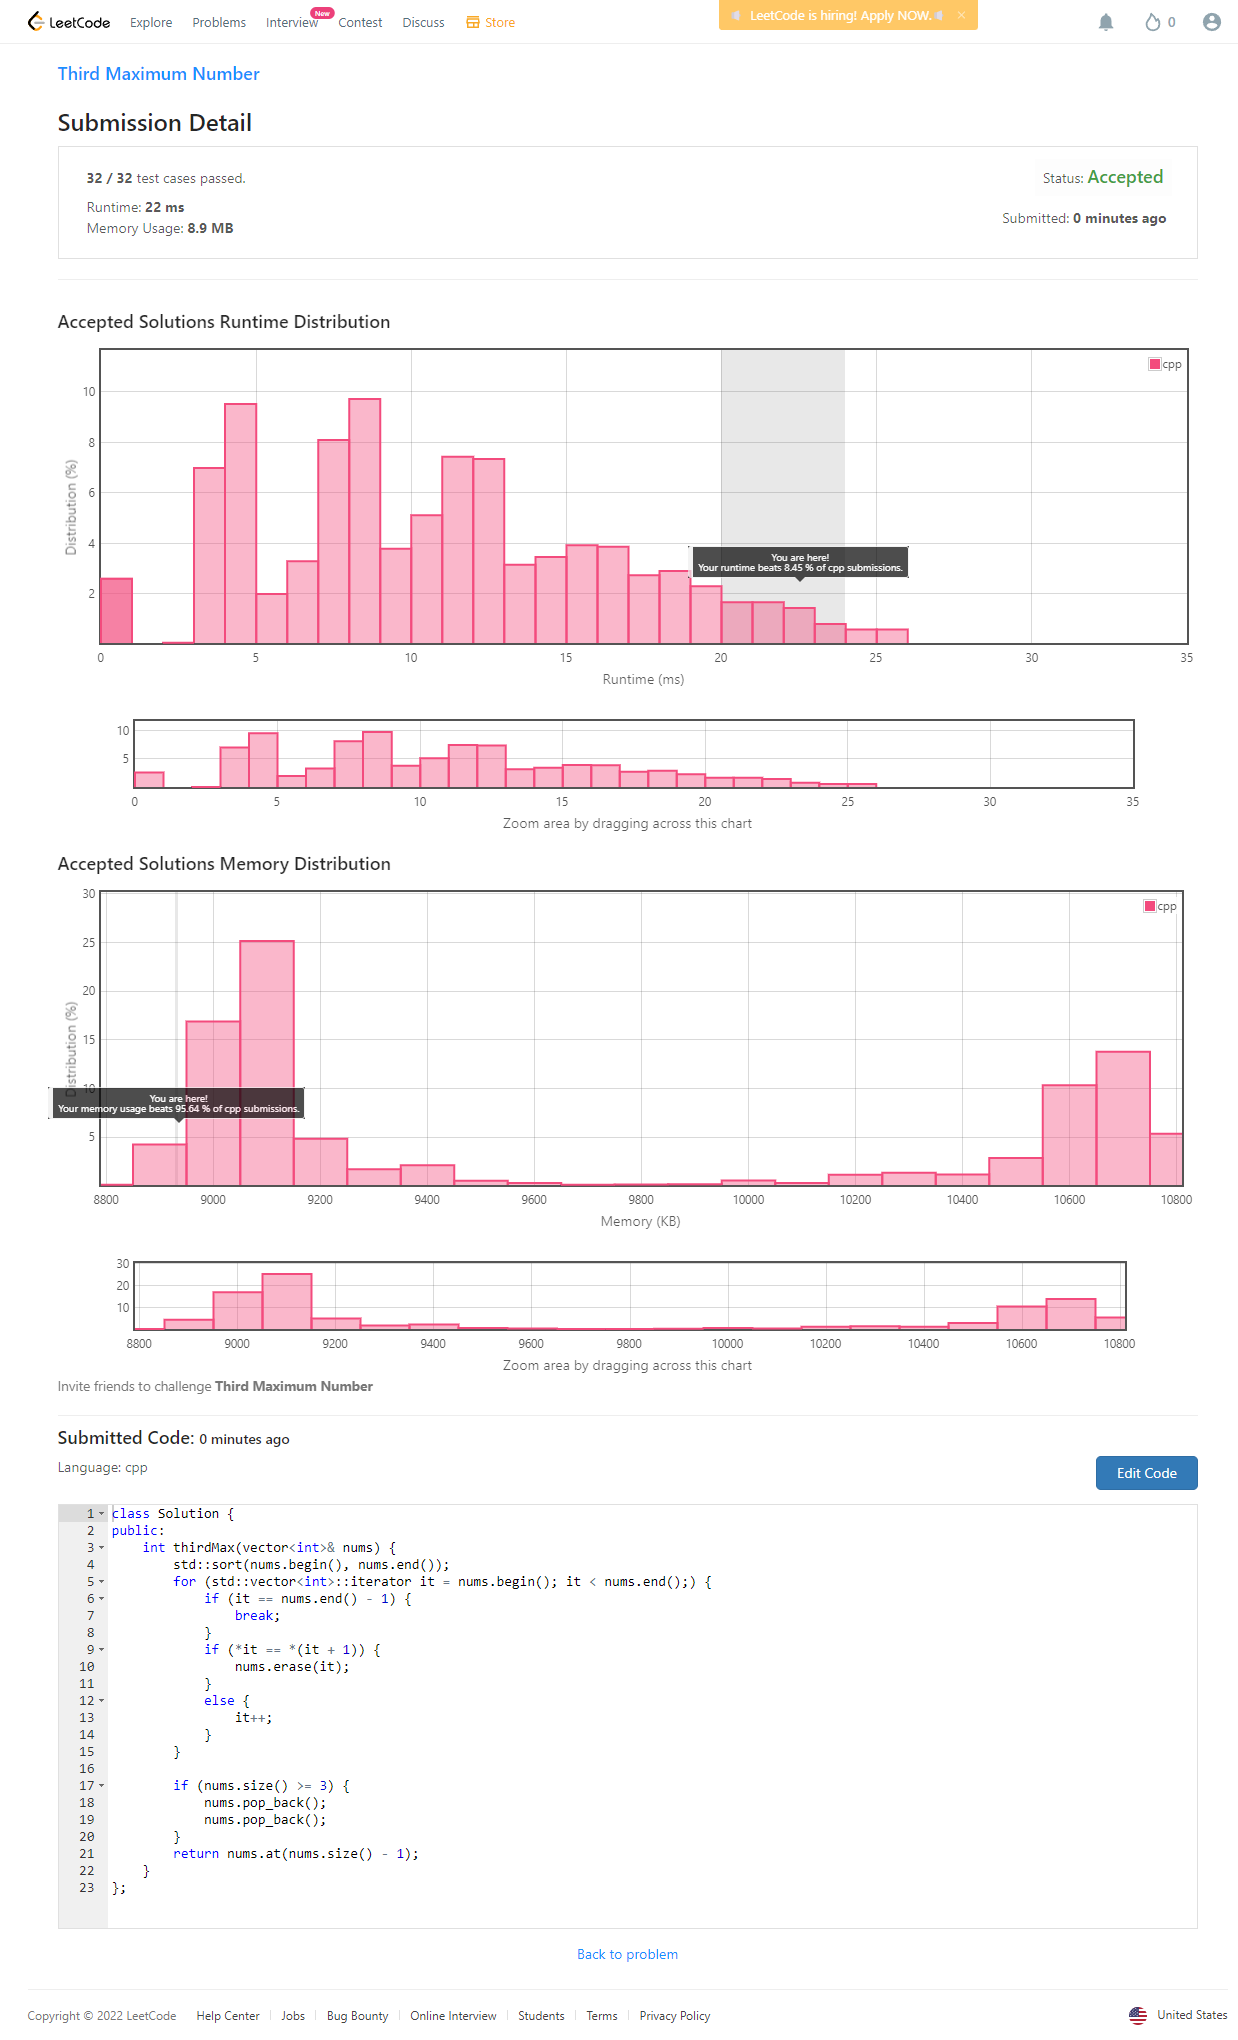 LeetCode Explore Problems Interview New Contest Discuss Store LeetCode is hiring! Apply NOW. × 0
Third Maximum Number
Submission Detail
32 / 32 test cases passed.
Status: Accepted
Runtime: 22 ms
Submitted: 0 minutes ago
Memory Usage: 8.9 MB
Accepted Solutions Runtime Distribution
cpp
10
8
6
4
2
Distribution (%)
You are here!
Your runtime beats 8.45 % of cpp submissions.
0 5 10 15 20 25 30 35
Runtime (ms)
10
5
0 5 10 15 20 25 30 35
Zoom area by dragging across this chart
Accepted Solutions Memory Distribution
30
cpp
25
20
15
10
5
Distribution (%)
You are here!
Your memory usage beats 95.64 % of cpp submissions.
8800 9000 9200 9400 9600 9800 10000 10200 10400 10600 10800
Memory (KB)
30
20
10
8800 9000 9200 9400 9600 9800 10000 10200 10400 10600 10800
Zoom area by dragging across this chart
Invite friends to challenge Third Maximum Number
Submitted Code: 0 minutes ago
Language: cpp
Edit Code
1 class Solution {
2 public:
3     int thirdMax(vector<int>& nums) {
4         std::sort(nums.begin(), nums.end());
5         for (std::vector<int>::iterator it = nums.begin(); it < nums.end();) {
6             if (it == nums.end() - 1) {
7                 break;
8             }
9             if (*it == *(it + 1)) {
10                 nums.erase(it);
11             }
12             else {
13                 it++;
14             }
15         }
16
17         if (nums.size() >= 3) {
18             nums.pop_back();
19             nums.pop_back();
20         }
21         return nums.at(nums.size() - 1);
22     }
23 };
Back to problem
Copyright © 2022 LeetCode Help Center Jobs Bug Bounty Online Interview Students Terms Privacy Policy United States